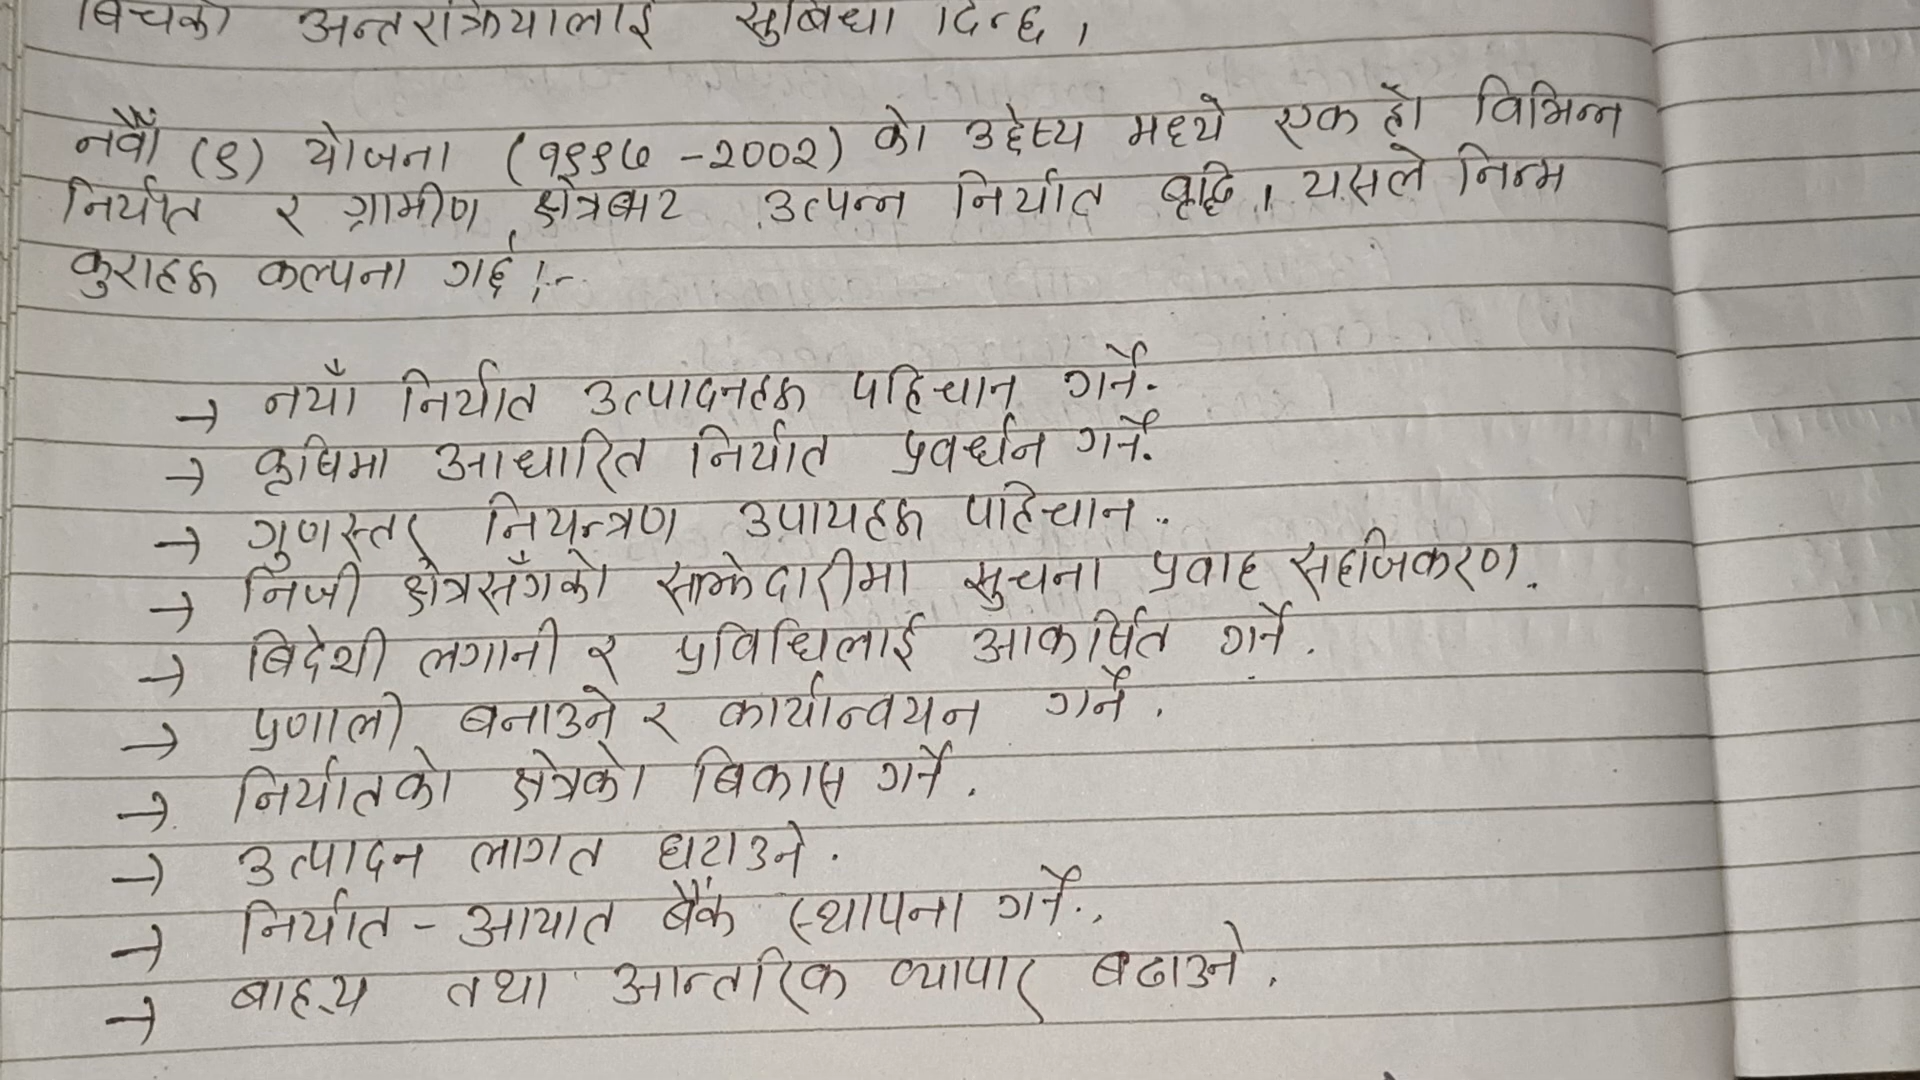 बिचको अन्तरक्रियालाई सुबिधा दिन्छ ।
नवौं (९) योजना (१९९७ - २००२) को उद्देश्य मध्ये एक हो विभिन्न
निर्यात र ग्रामीण क्षेत्रबाट उत्पन्न निर्यात बृद्धि । यसले निम्न
कुराहरू कल्पना गर्छ ।:-
→ नयाँ निर्यात उत्पादनहरू पहिचान गर्ने.
→ कृषिमा आधारित निर्यात प्रवर्धन गर्ने.
→ गुणस्तर नियन्त्रण उपायहरू पहिचान.
→ निजी क्षेत्रसँगको साझेदारीमा सुचना प्रवाह सहजिकरण.
→ बिदेशी लगानी र प्रविधिलाई आकर्षित गर्ने.
→ प्रणाली बनाउने र कार्यान्वयन गर्ने.
→ निर्यातको क्षेत्रको बिकास गर्ने.
→ उत्पादन लागत घटाउने.
→ निर्यात - आयात बैंक स्थापना गर्ने.
→ बाह्य तथा आन्तरिक व्यापार बढाउने.